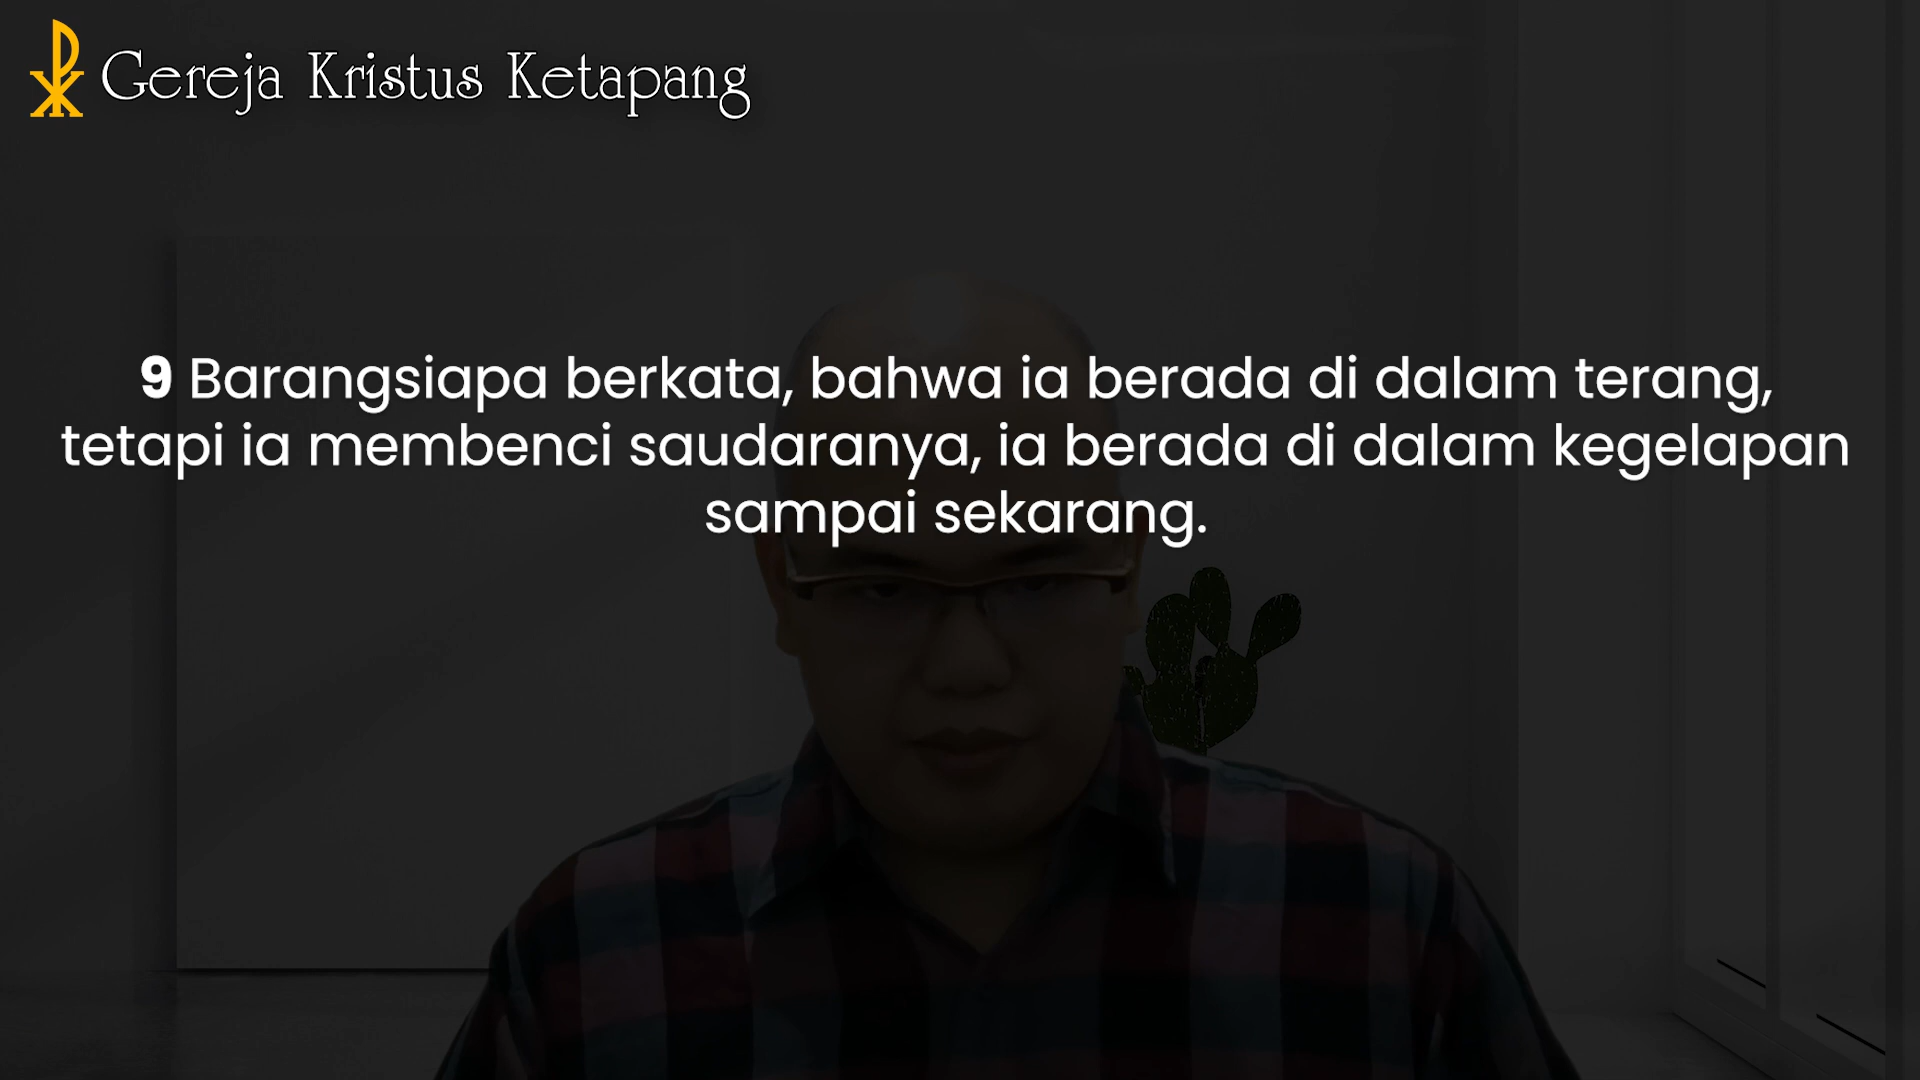 Gereja Kristus Ketapang
9 Barangsiapa berkata, bahwa ia berada di dalam terang,
tetapi ia membenci saudaranya, ia berada di dalam kegelapan
sampai sekarang.